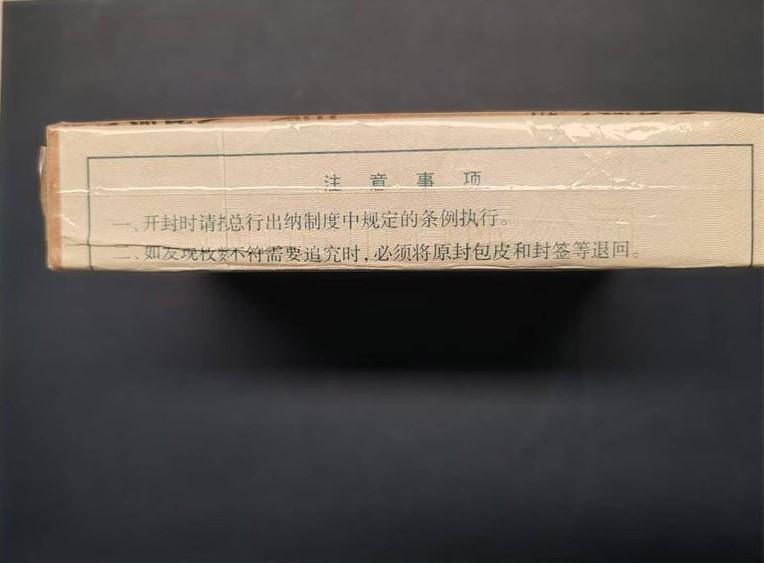 注意事项
一、开封时请按总行出纳制度中规定的条例执行。
二、如发现枚数不符需要追究时，必须将原封包皮和封签等退回。